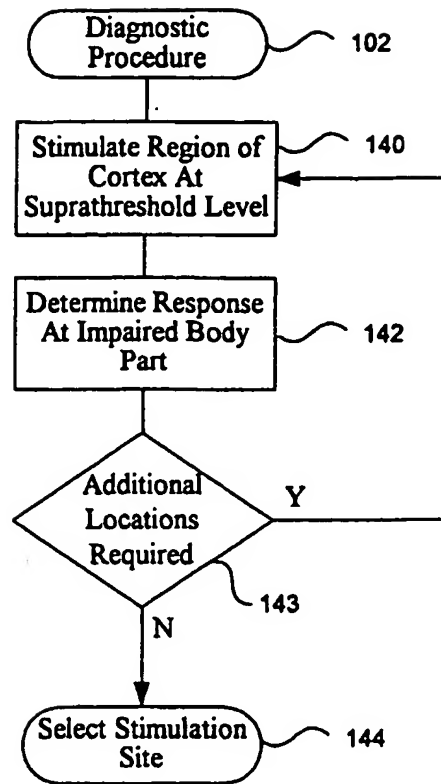 Diagnostic
Procedure
102
Stimulate Region of
Cortex At
Suprathreshold Level
140
Determine Response
At Impaired Body
Part
142
Additional
Locations
Required
Y
143
N
Select Stimulation
Site
144